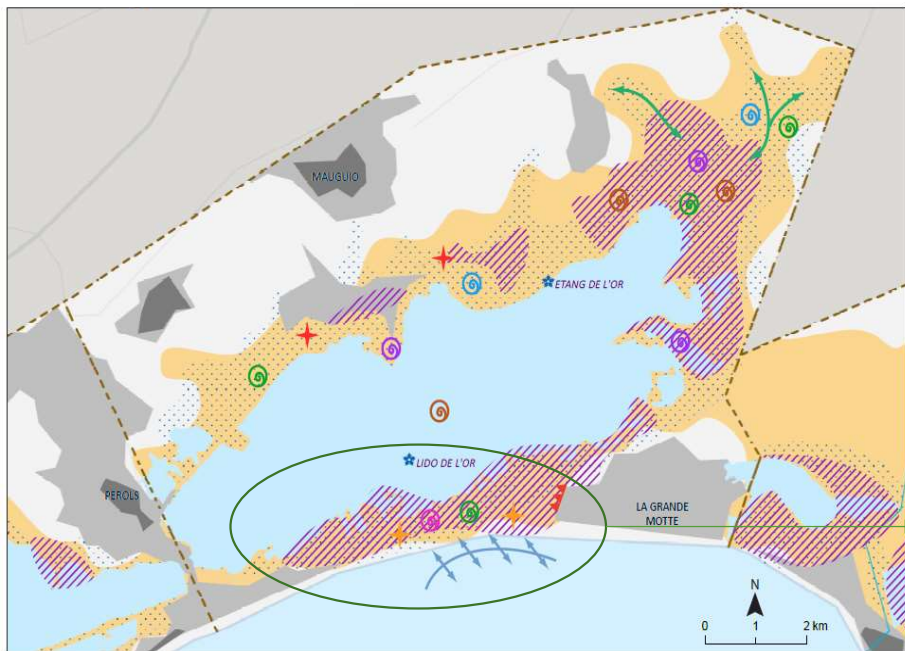 MAUGUIO
ETANG DE L'OR
LIDO DE L'OR
PEROLS
LA GRANDE
MOTTE
N
0 1 2 km